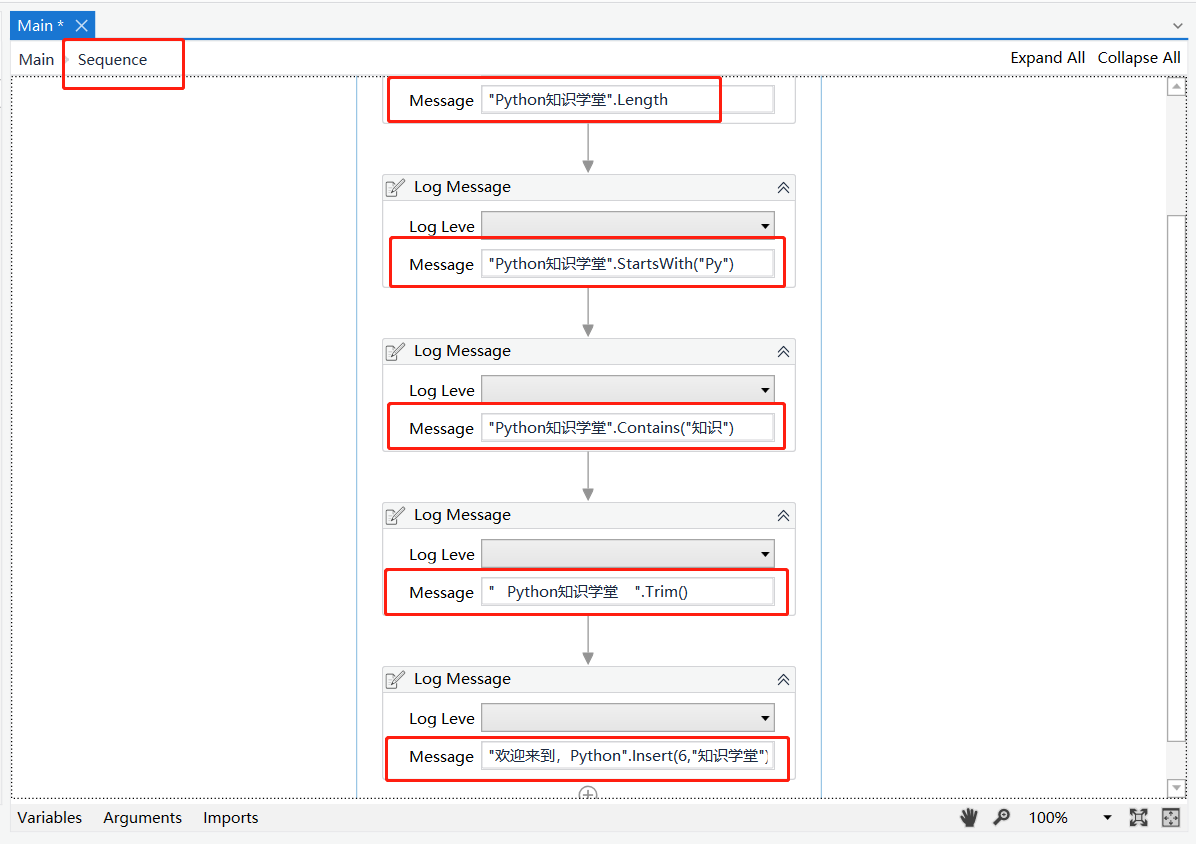 Main *
Main
Sequence
Expand All
Collapse All
Message
"Python知识学堂".Length
Log Message
Log Leve
Message
"Python知识学堂".StartsWith("Py")
Log Message
Log Leve
Message
"Python知识学堂".Contains("知识")
Log Message
Log Leve
Message
"   Python知识学堂    ".Trim()
Log Message
Log Leve
Message
"欢迎来到，Python".Insert(6,"知识学堂")
Variables
Arguments
Imports
100%